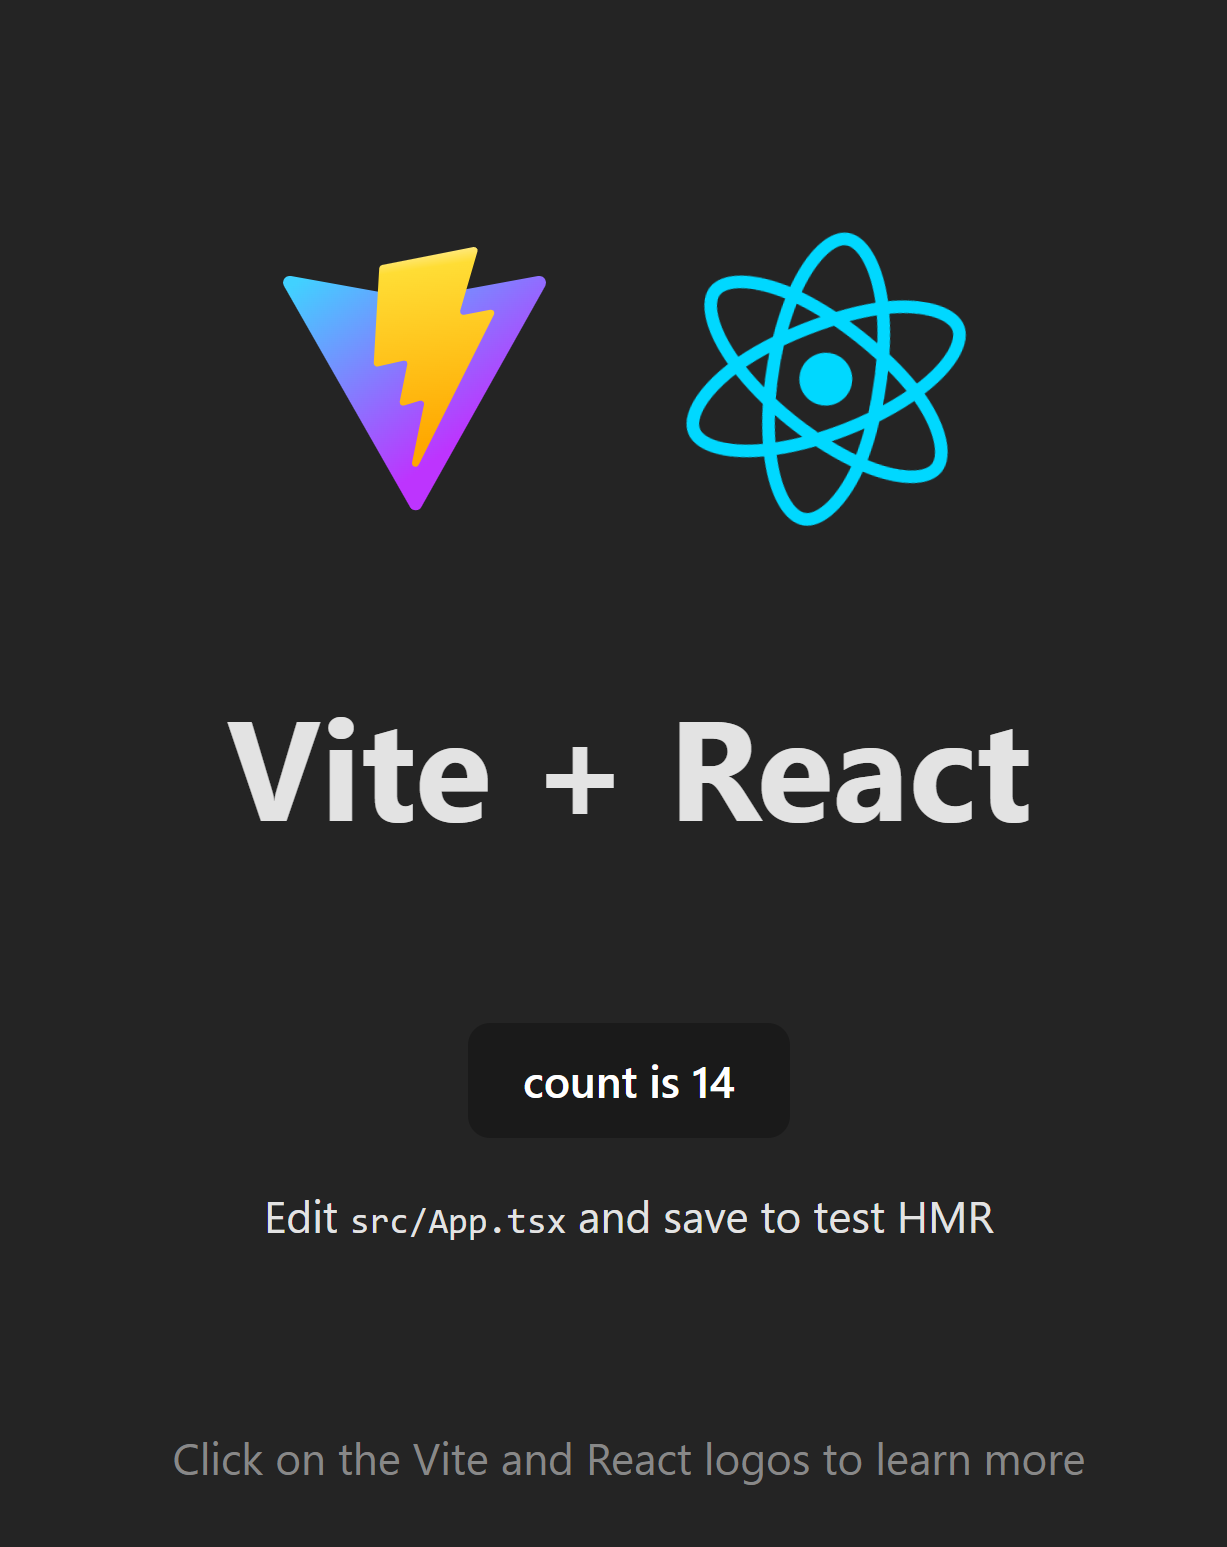 Vite + React
count is 14
Edit src/App.tsx and save to test HMR
Click on the Vite and React logos to learn more